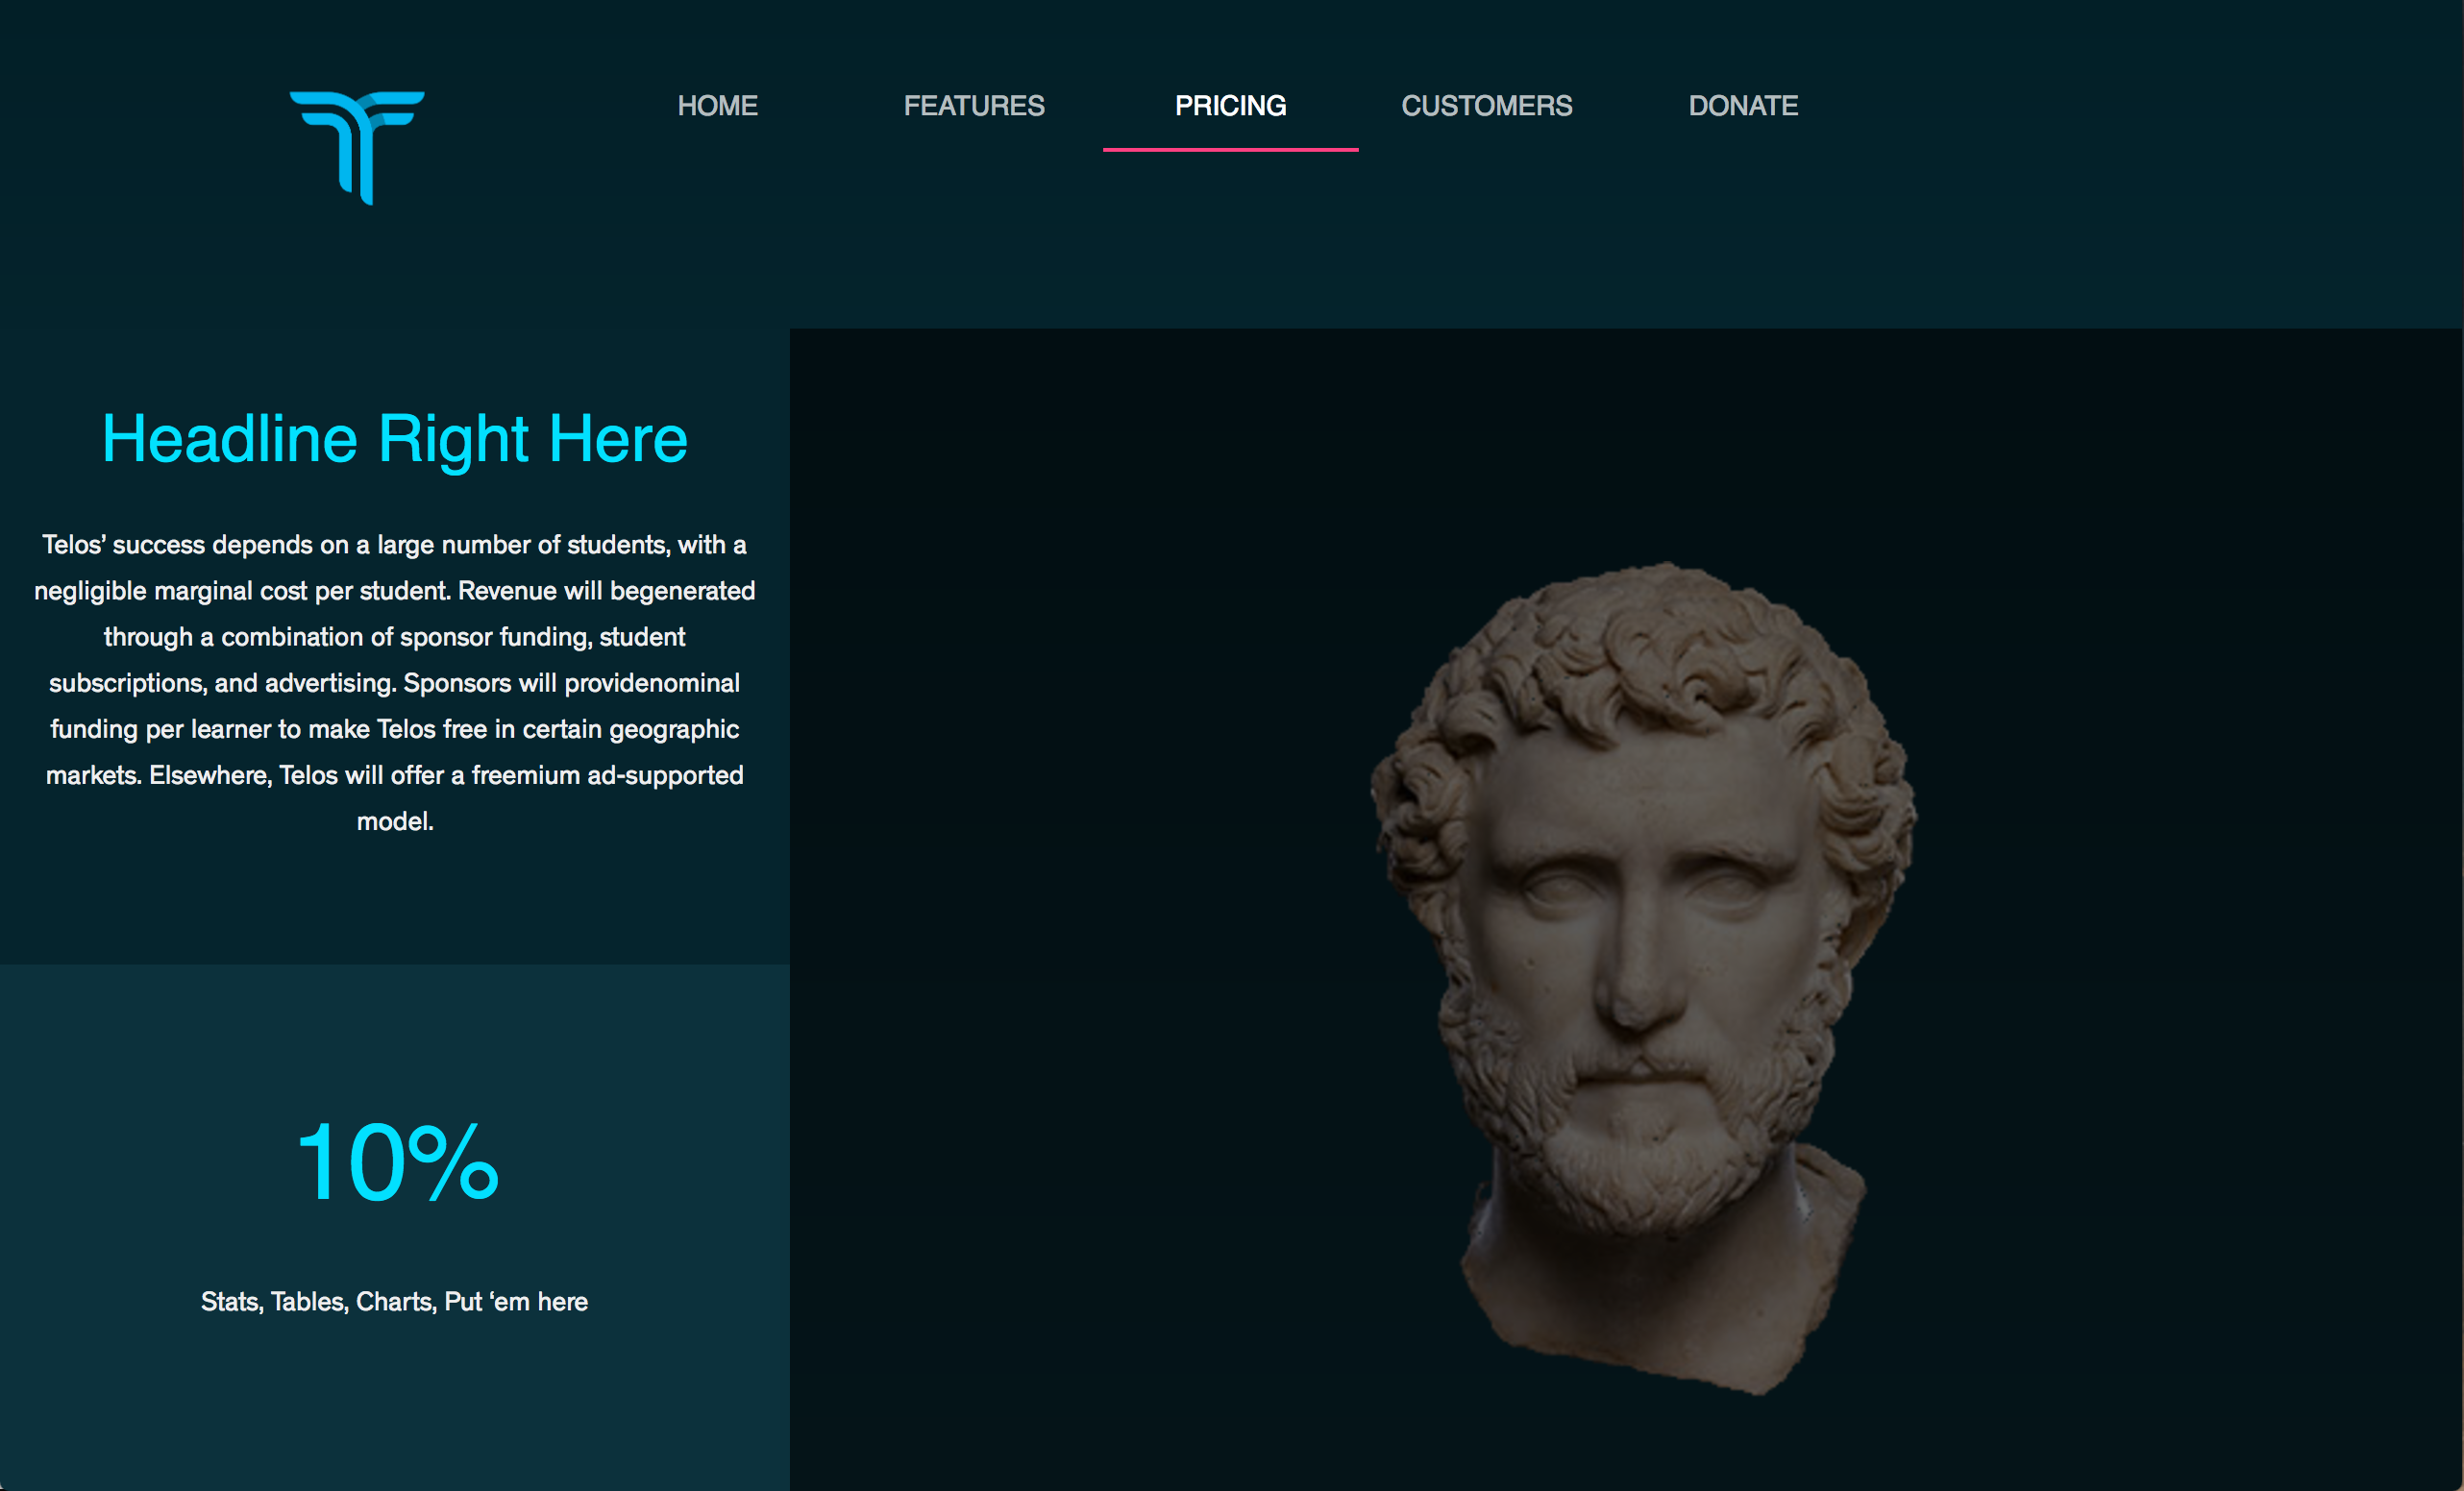 HOME FEATURES PRICING CUSTOMERS DONATE
Headline Right Here
Telos’ success depends on a large number of students, with a
negligible marginal cost per student. Revenue will begenerated
through a combination of sponsor funding, student
subscriptions, and advertising. Sponsors will providenominal
funding per learner to make Telos free in certain geographic
markets. Elsewhere, Telos will offer a freemium ad-supported
model.
10%
Stats, Tables, Charts, Put ‘em here